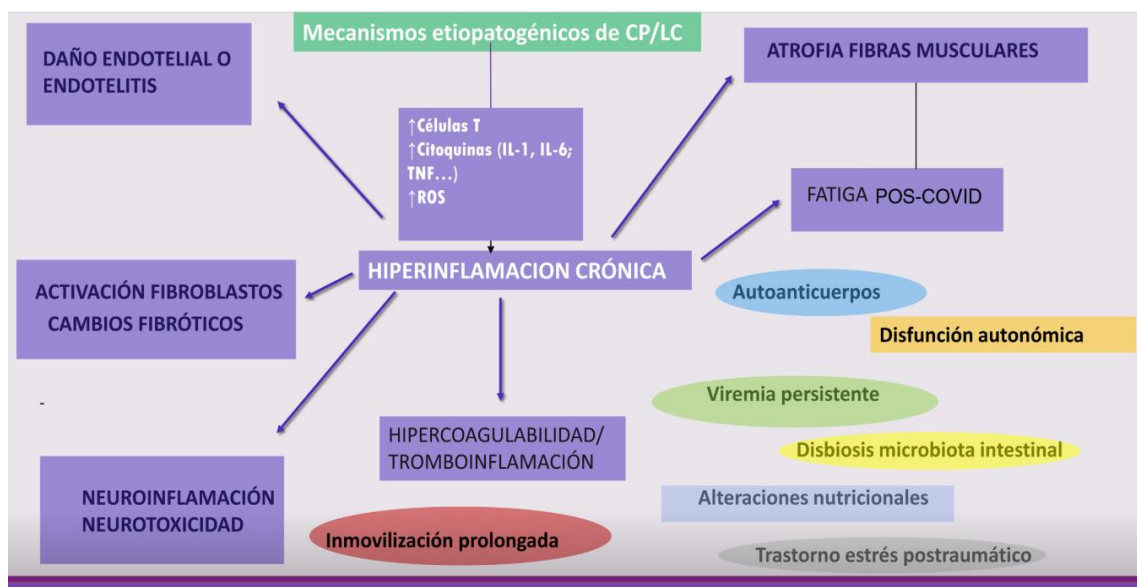 Mecanismos etiopatogénicos de CP/LC
DAÑO ENDOTELIAL O
ENDOTELITIS
ATROFIA FIBRAS MUSCULARES
↑Células T
↑Citoquinas (IL-1, IL-6;
TNF...)
↑ROS
FATIGA POS-COVID
HIPERINFLAMACION CRÓNICA
ACTIVACIÓN FIBROBLASTOS
CAMBIOS FIBRÓTICOS
Autoanticuerpos
Disfunción autonómica
-
Viremia persistente
HIPERCOAGULABILIDAD/
TROMBOINFLAMACIÓN
Disbiosis microbiota intestinal
NEUROINFLAMACIÓN
NEUROTOXICIDAD
Alteraciones nutricionales
Inmovilización prolongada
Trastorno estrés postraumático